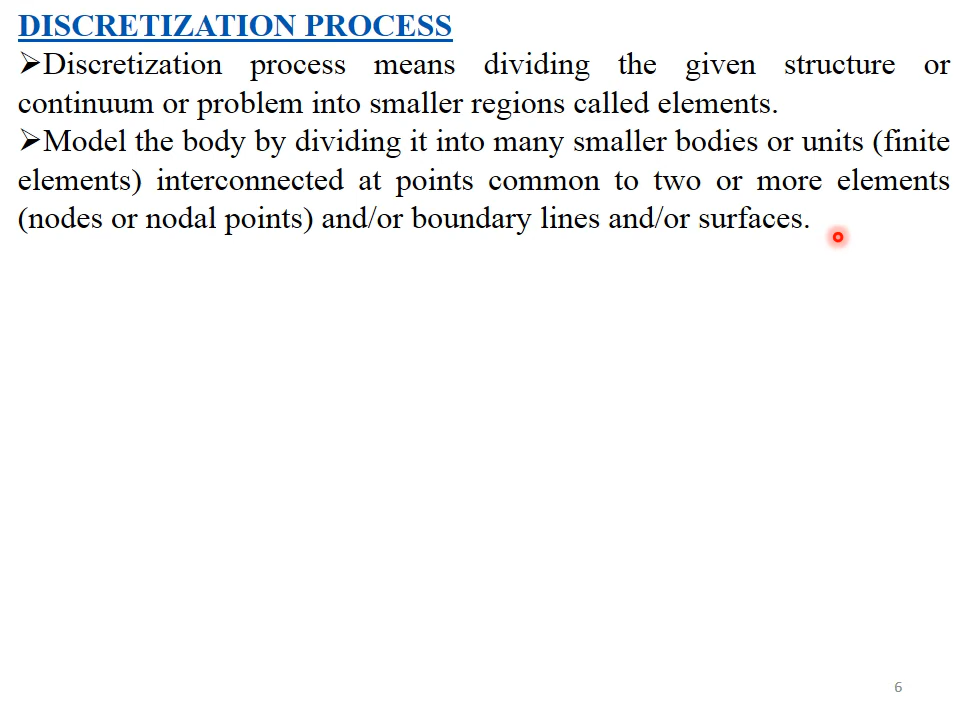 DISCRETIZATION PROCESS
➢Discretization process means dividing the given structure or
continuum or problem into smaller regions called elements.
➢Model the body by dividing it into many smaller bodies or units (finite
elements) interconnected at points common to two or more elements
(nodes or nodal points) and/or boundary lines and/or surfaces.
6